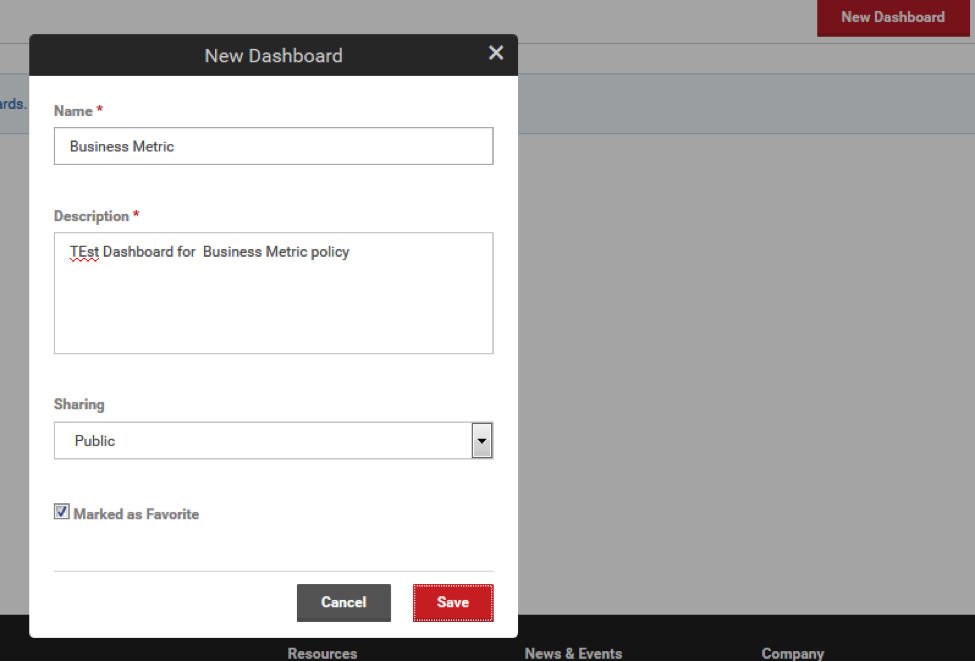 New Dashboard
New Dashboard
ards.
Name *
Business Metric
Description *
TEst Dashboard for  Business Metric policy
Sharing
Public
Marked as Favorite
Cancel
Save
Resources
News & Events
Company